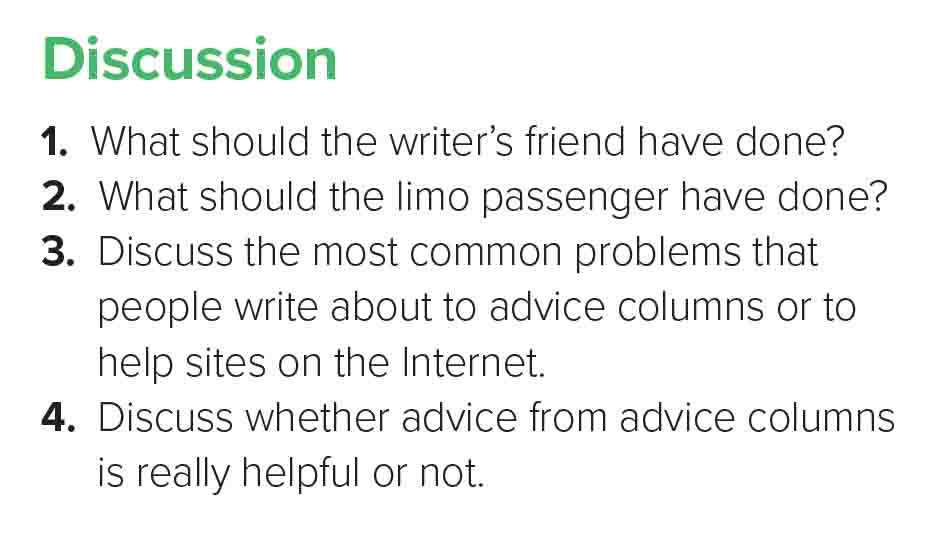 Discussion
1. What should the writer’s friend have done?
2. What should the limo passenger have done?
3. Discuss the most common problems that
people write about to advice columns or to
help sites on the Internet.
4. Discuss whether advice from advice columns
is really helpful or not.